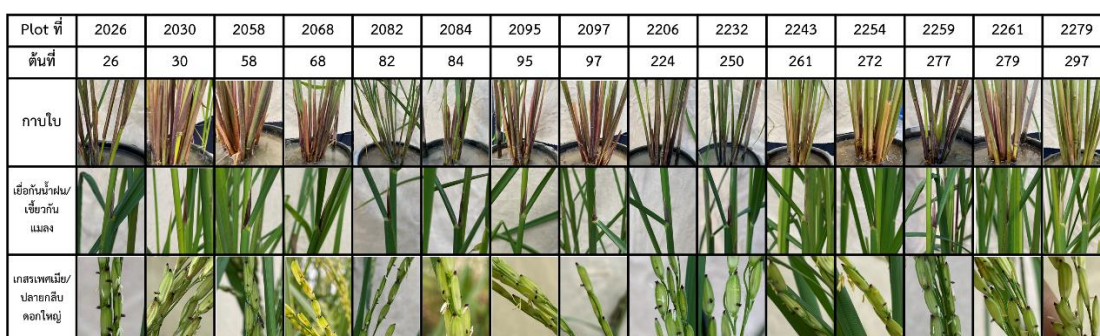 Plot ที่ 2026 2030 2058 2068 2082 2084 2095 2097 2206 2232 2243 2254 2259 2261 2279
ต้นที่ 26 30 58 68 82 84 95 97 224 250 261 272 277 279 297
กาบใบ
เยื่อกันน้ำฝน/
เขี้ยวกัน
แมลง
เกสรเพศเมีย/
ปลายกลีบ
ดอกใหญ่